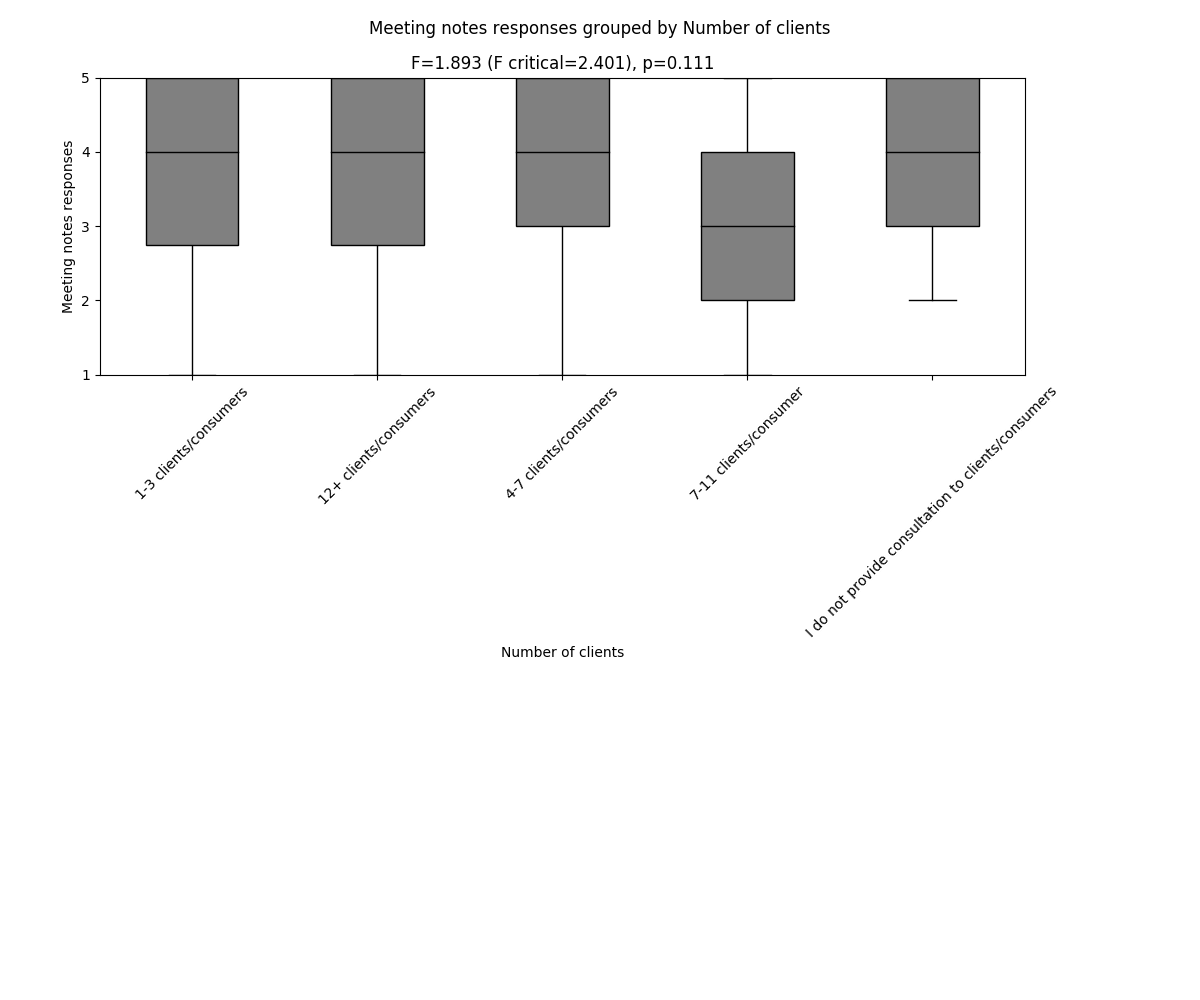 Meeting notes responses grouped by Number of clients
F=1.893 (F critical=2.401), p=0.111
Meeting notes responses
5
4
3
2
1
1-3 clients/consumers
12+ clients/consumers
4-7 clients/consumers
7-11 clients/consumer
I do not provide consultation to clients/consumers
Number of clients